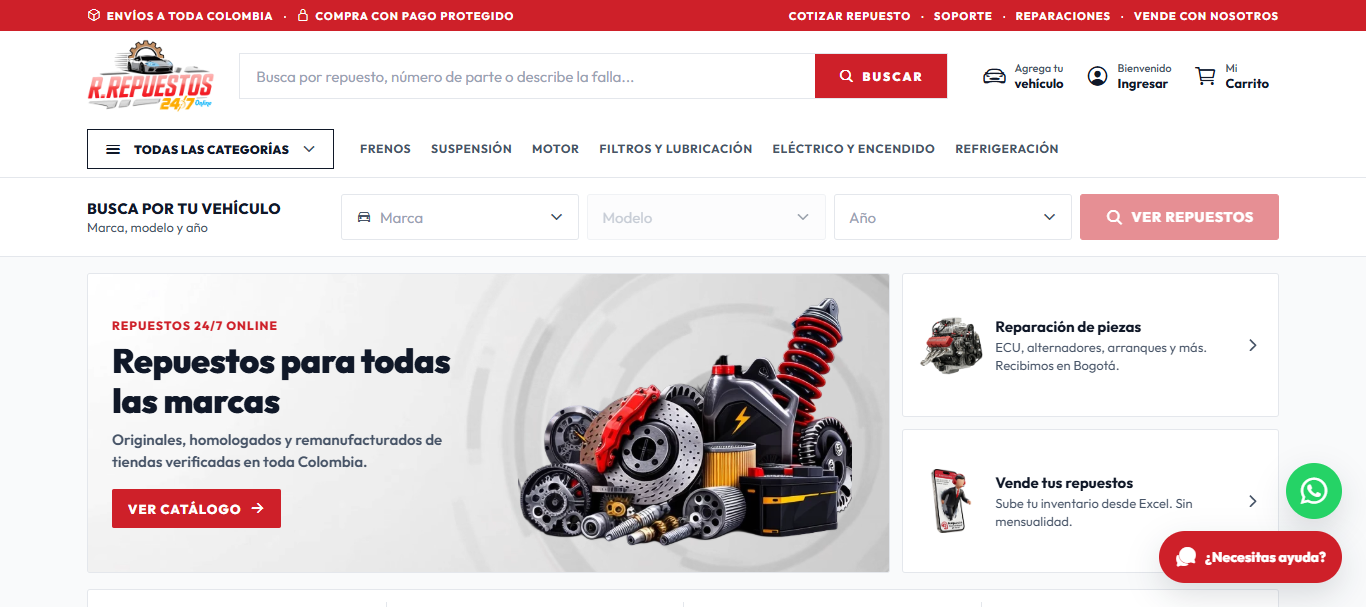 ENVÍOS A TODA COLOMBIA · COMPRA CON PAGO PROTEGIDO
COTIZAR REPUESTO · SOPORTE · REPARACIONES · VENDE CON NOSOTROS
R.REPUESTOS
24/7 Online
Busca por repuesto, número de parte o describe la falla...
BUSCAR
Agrega tu
vehículo
Bienvenido
Ingresar
Mi
Carrito
TODAS LAS CATEGORÍAS
FRENOS
SUSPENSIÓN
MOTOR
FILTROS Y LUBRICACIÓN
ELÉCTRICO Y ENCENDIDO
REFRIGERACIÓN
BUSCA POR TU VEHÍCULO
Marca, modelo y año
Marca
Modelo
Año
VER REPUESTOS
REPUESTOS 24/7 ONLINE
Repuestos para todas
las marcas
Originales, homologados y remanufacturados de
tiendas verificadas en toda Colombia.
VER CATÁLOGO
Reparación de piezas
ECU, alternadores, arranques y más.
Recibimos en Bogotá.
Vende tus repuestos
Sube tu inventario desde Excel. Sin
mensualidad.
¿Necesitas ayuda?